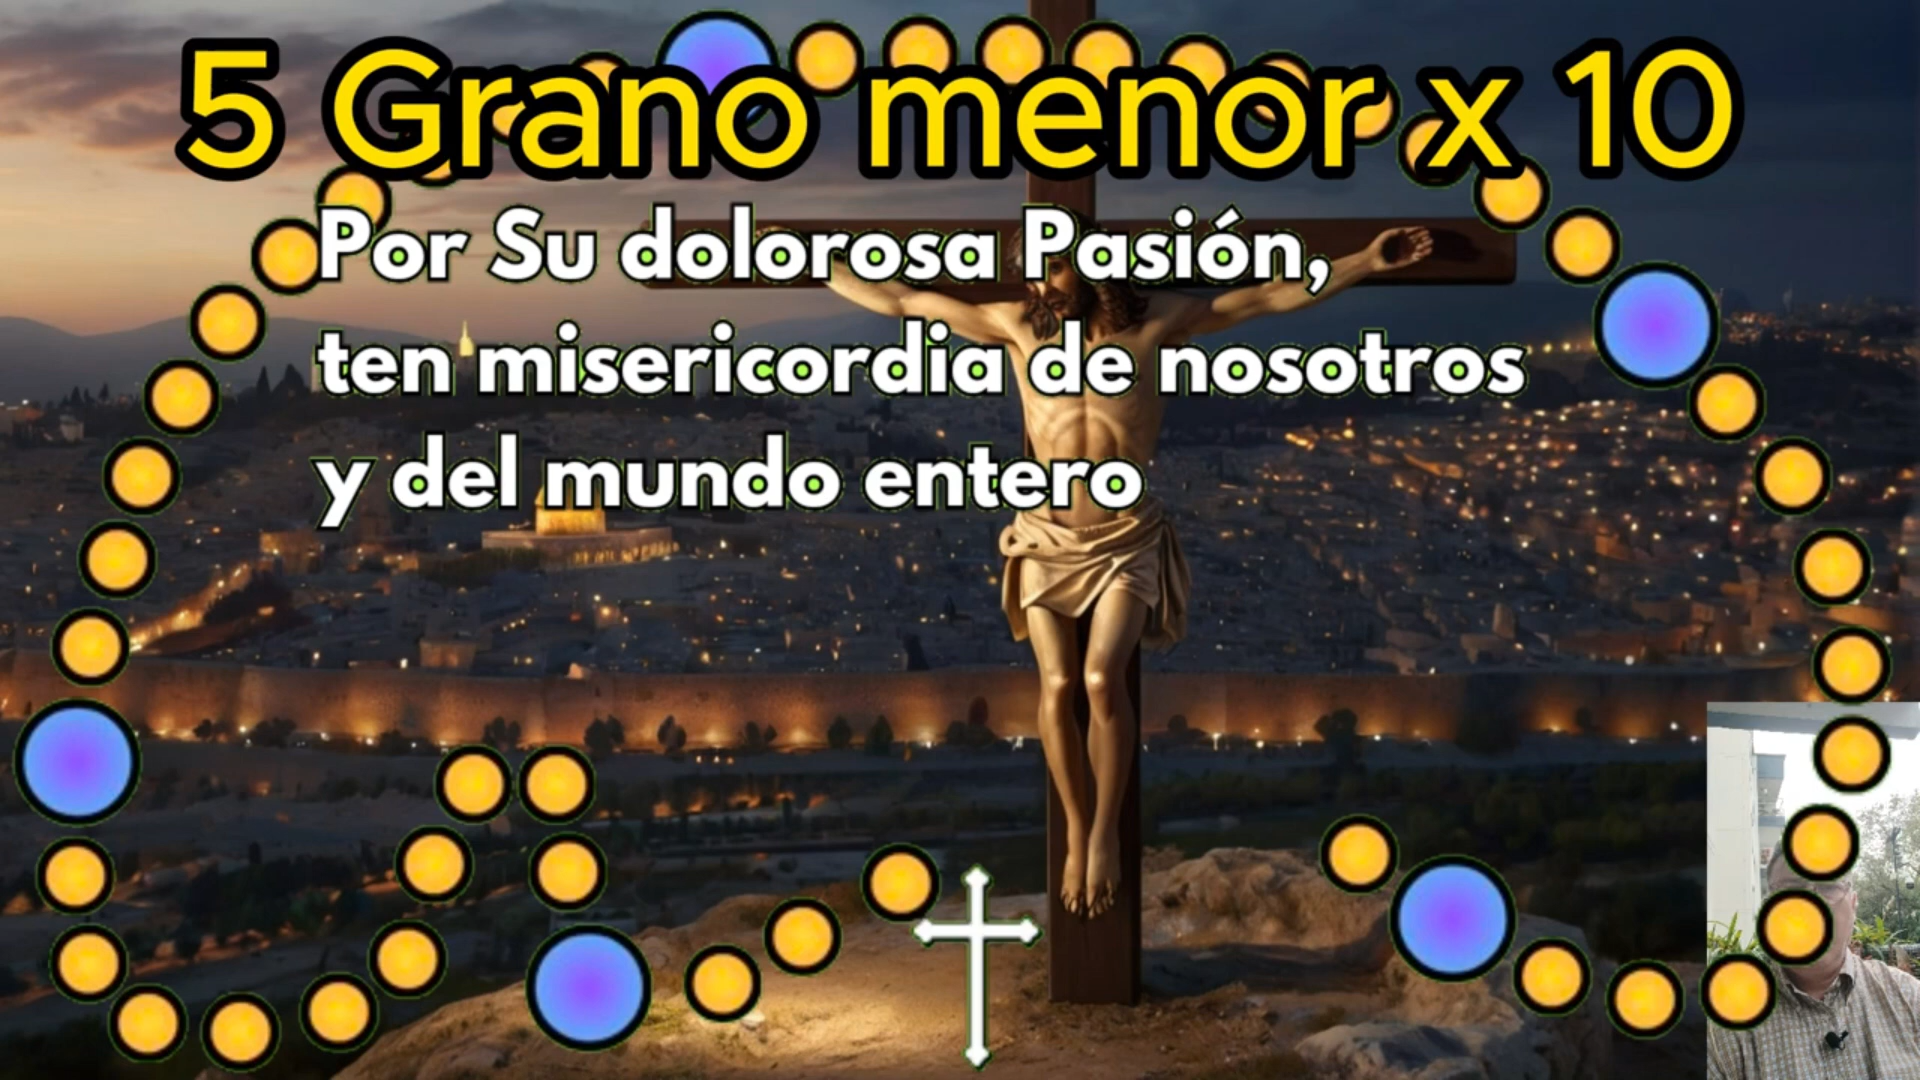 5 Grano menor x 10
Por Su dolorosa Pasión,
ten misericordia de nosotros
y del mundo entero